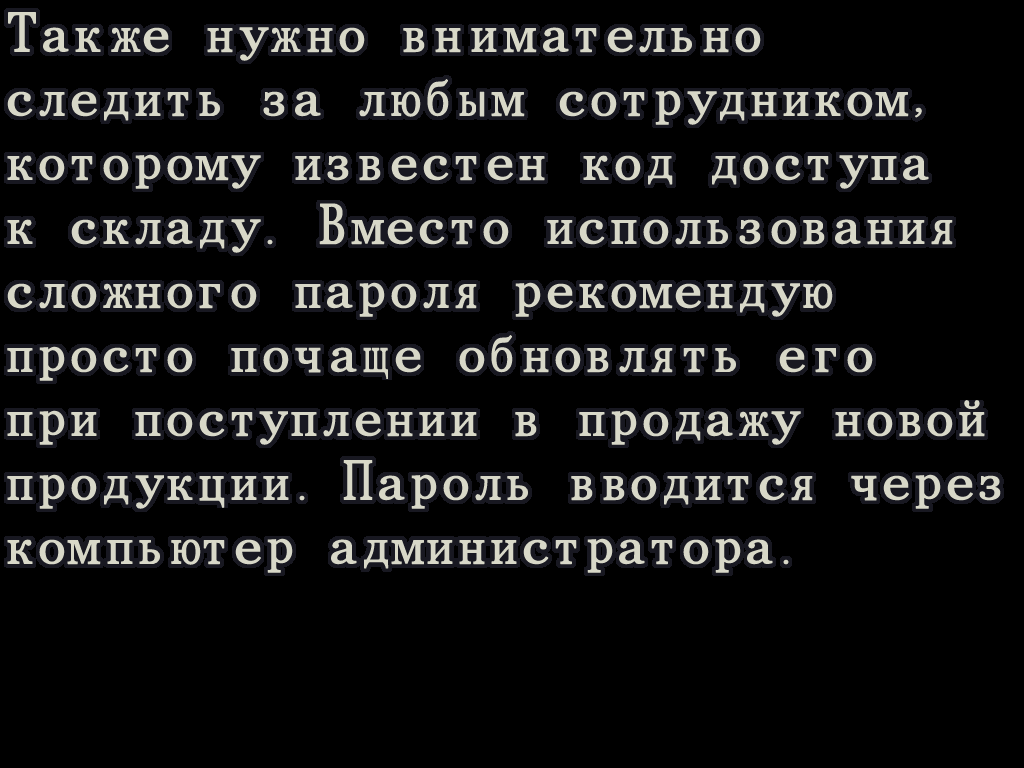 Также нужно внимательно
следить за любым сотрудником,
которому известен код доступа
к складу. Вместо использования
сложного пароля рекомендую
просто почаще обновлять его
при поступлении в продажу новой
продукции. Пароль вводится через
компьютер администратора.